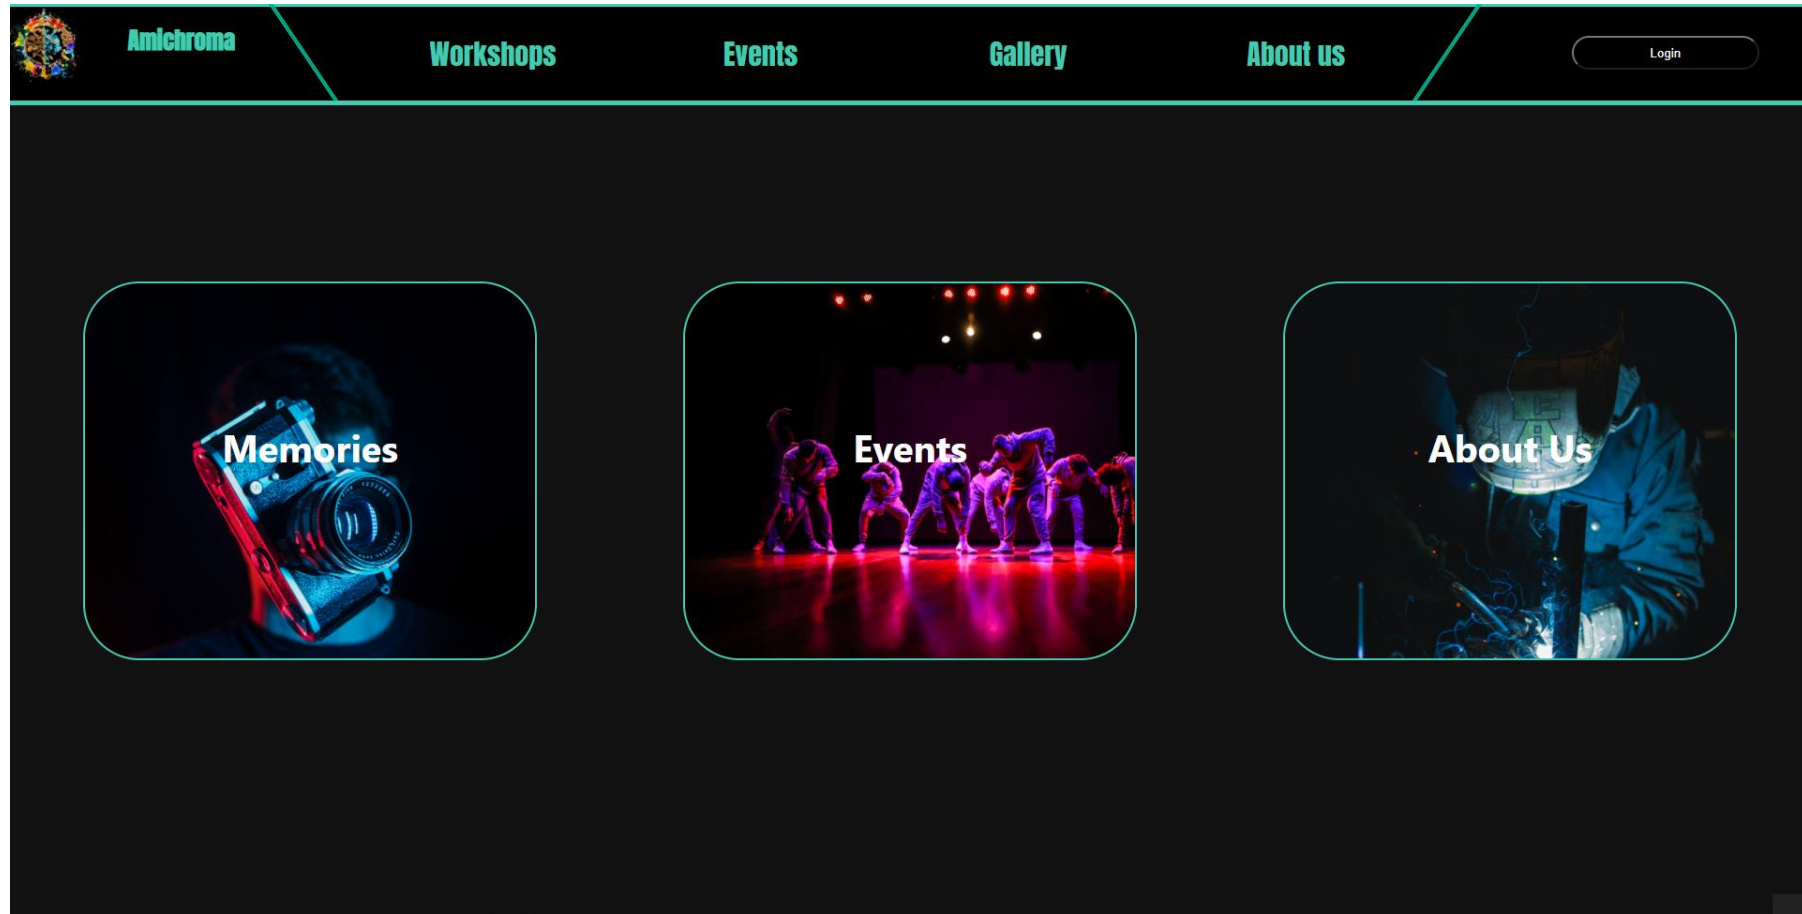 Amichroma
Workshops
Events
Gallery
About us
Login
Memories
Events
About Us